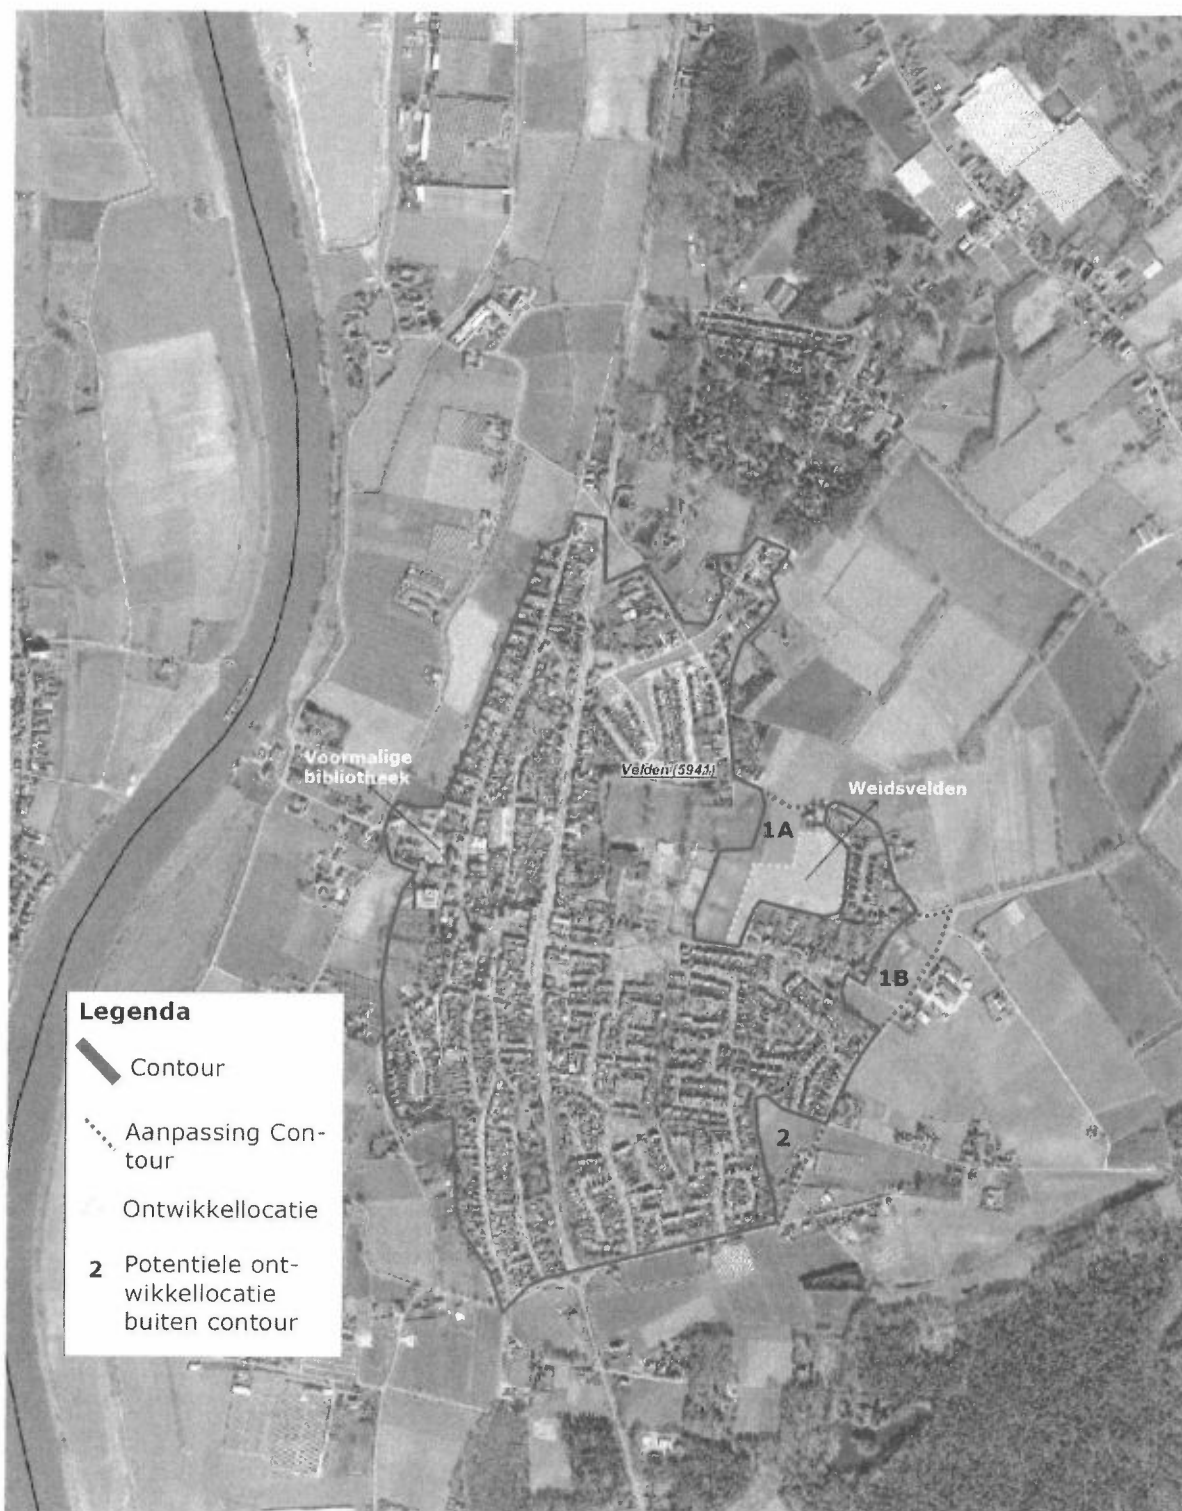 Voormalige
bibliotheek
Velden (5941)
Weidsvelden
1A
1B
2
Legenda
Contour
Aanpassing Con-
tour
Ontwikkellocatie
2 Potentiele ont-
wikkellocatie
buiten contour